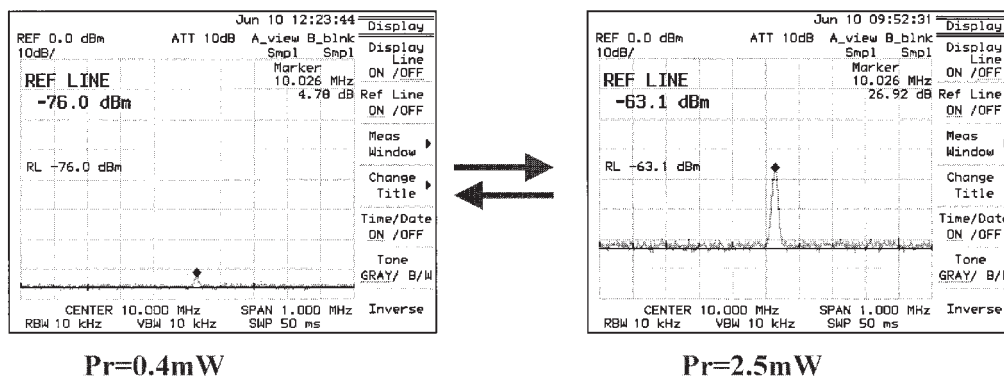 Jun 10 12:23:44
REF 0.0 dBm ATT 10dB A_view B_blnk
10dB/ Smpl Smpl
Marker
10.026 MHz
4.78 dB
REF LINE
-76.0 dBm
RL -76.0 dBm
CENTER 10.000 MHz SPAN 1.000 MHz
RBW 10 kHz VBW 10 kHz SWP 50 ms
Display
Display
Line
ON /OFF
Ref Line
ON /OFF
Meas
Window
Change
Title
Time/Date
ON /OFF
Tone
GRAY/ B/W
Inverse
Pr=0.4mW
Jun 10 09:52:31
REF 0.0 dBm ATT 10dB A_view B_blnk
10dB/ Smpl Smpl
Marker
10.026 MHz
26.92 dB
REF LINE
-63.1 dBm
RL -63.1 dBm
CENTER 10.000 MHz SPAN 1.000 MHz
RBW 10 kHz VBW 10 kHz SWP 50 ms
Display
Display
Line
ON /OFF
Ref Line
ON /OFF
Meas
Window
Change
Title
Time/Date
ON /OFF
Tone
GRAY/ B/
Inverse
Pr=2.5mW